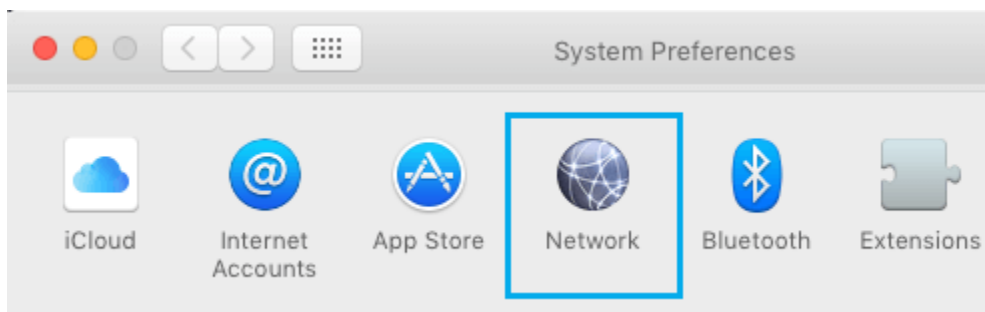 System Preferences
iCloud
Internet
Accounts
App Store
Network
Bluetooth
Extensions